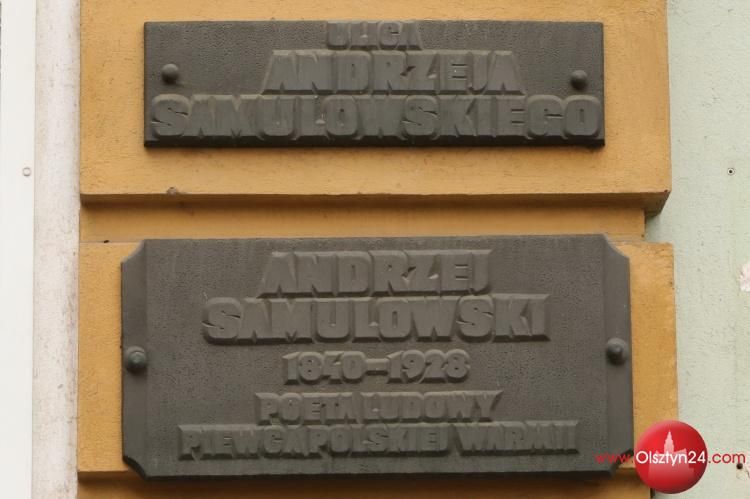 ULICA
ANDRZEJA
SAMULOWSKIEGO
ANDRZEJ
SAMULOWSKI
1840-1928
POETA LUDOWY
PIEWCA POLSKIEJ WARMII
www.Olsztyn24.com